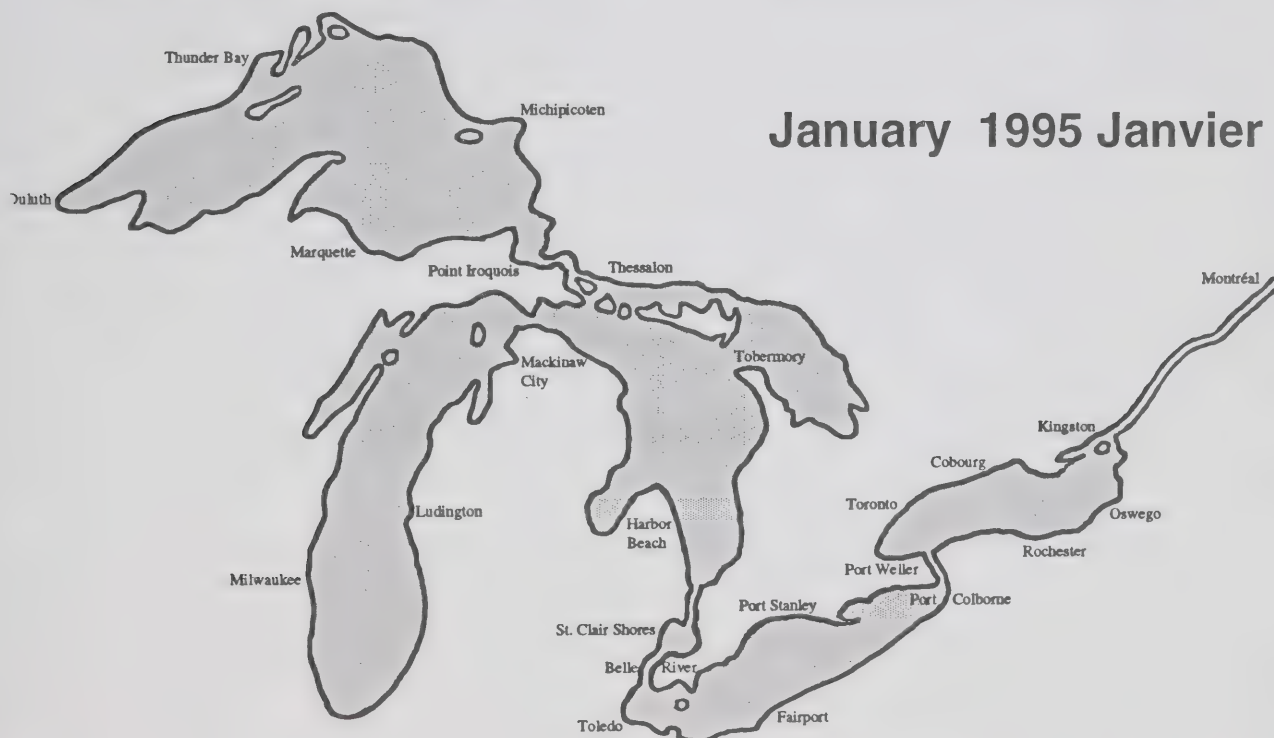 Thunder Bay
Michipicoten
January 1995 Janvier
Duluth
Marquette
Point Iroquois
Thessalon
Montréal
Mackinaw
City
Tobermory
Kingston
Cobourg
Toronto
Oswego
Ludington
Harbor
Beach
Rochester
Milwaukee
Port Weller
Port Colborne
Port Stanley
St. Clair Shores
Belle River
Fairport
Toledo